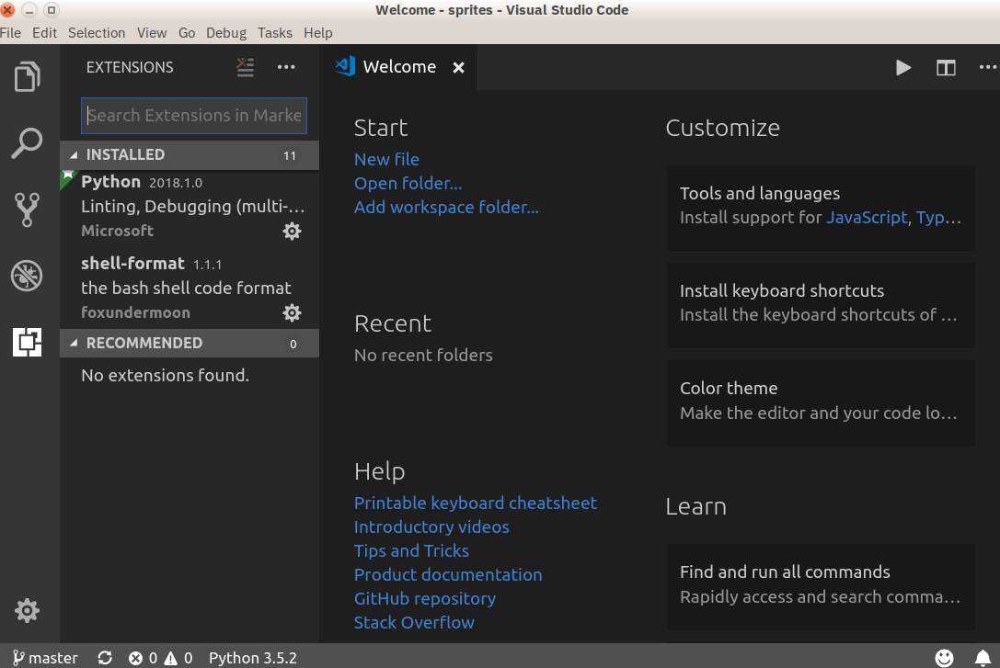 Welcome - sprites - Visual Studio Code
File Edit Selection View Go Debug Tasks Help
EXTENSIONS
Search Extensions in Marke
INSTALLED 11
Python 2018.1.0
Linting, Debugging (multi-...
Microsoft
shell-format 1.1.1
the bash shell code format
foxundermoon
RECOMMENDED 0
No extensions found.
Welcome
Start
New file
Open folder...
Add workspace folder...
Recent
No recent folders
Help
Printable keyboard cheatsheet
Introductory videos
Tips and Tricks
Product documentation
GitHub repository
Stack Overflow
Customize
Tools and languages
Install support for JavaScript, Typ...
Install keyboard shortcuts
Install the keyboard shortcuts of ...
Color theme
Make the editor and your code lo...
Learn
Find and run all commands
Rapidly access and search comma...
master 0 0 Python 3.5.2